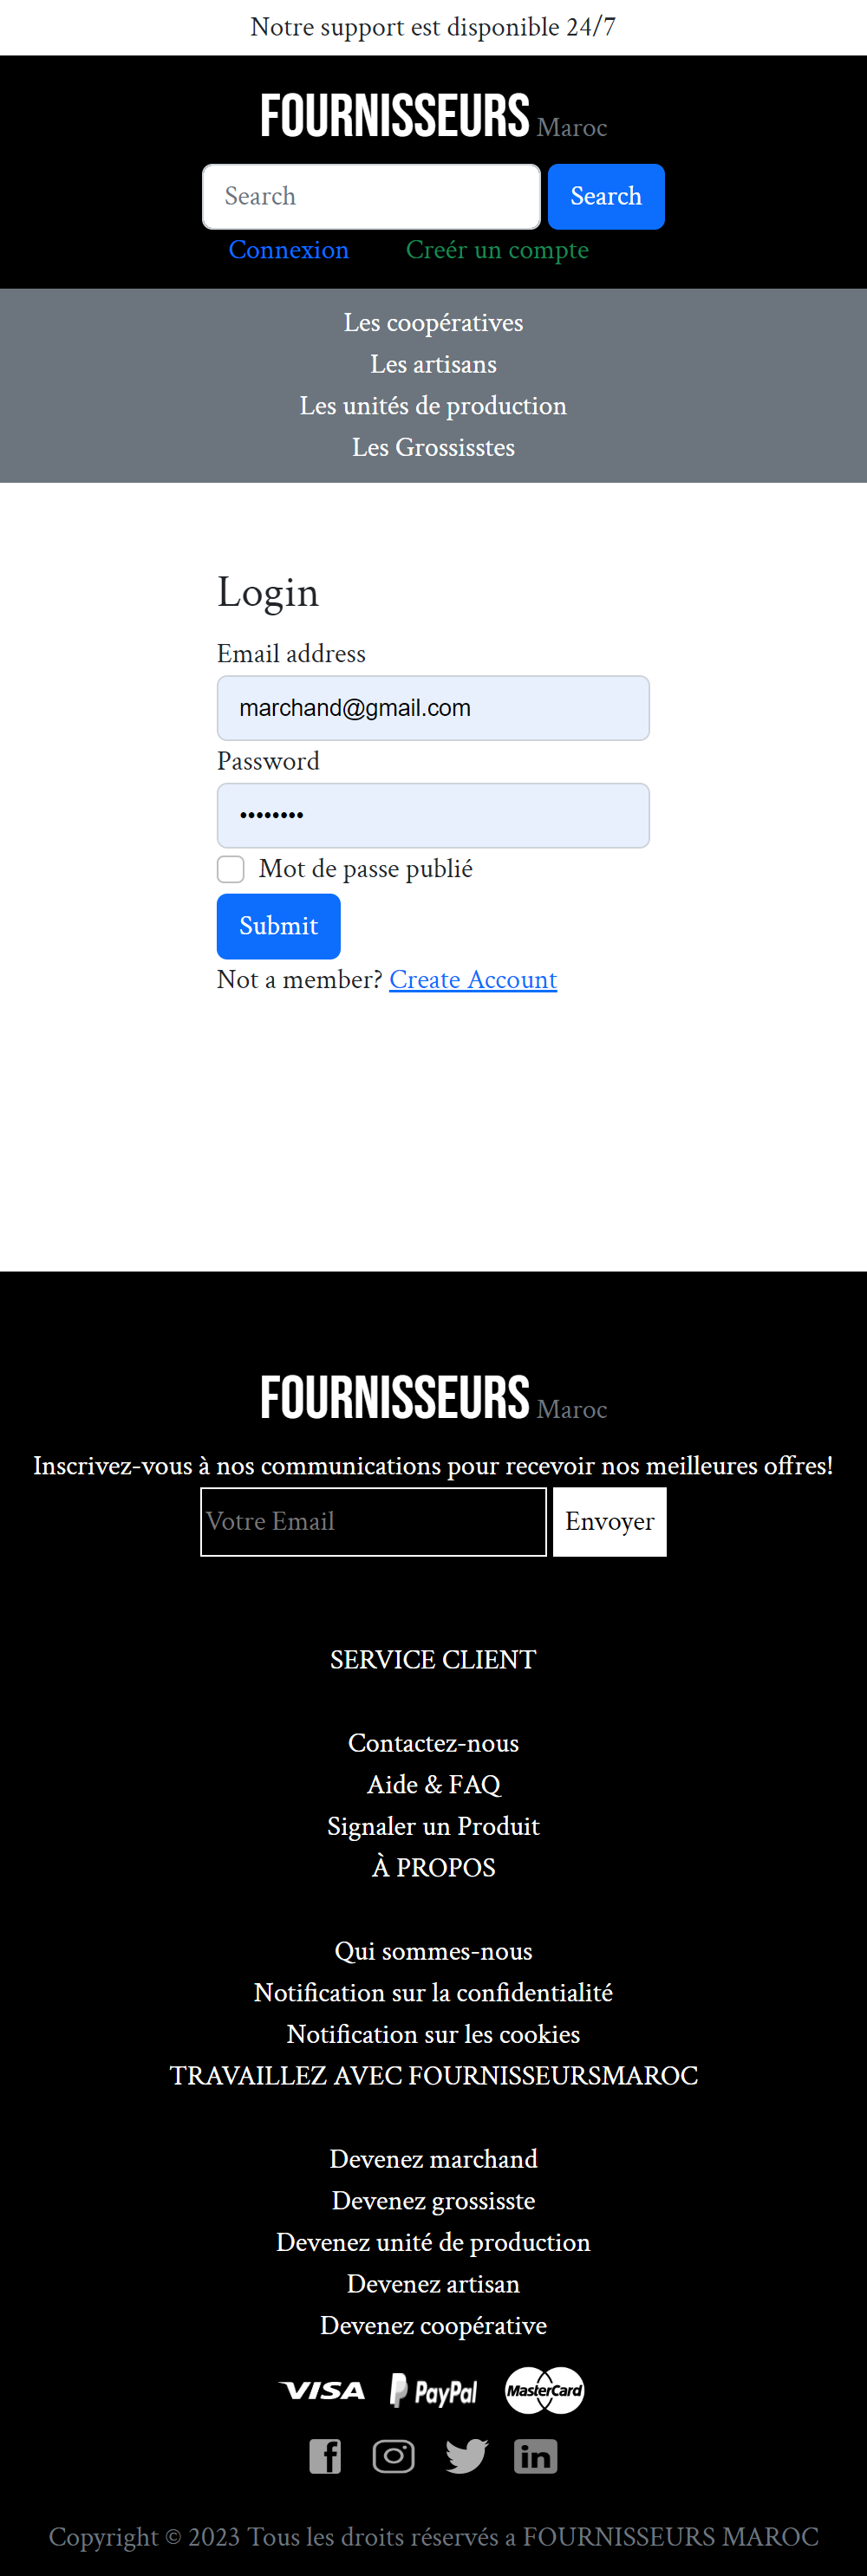 Notre support est disponible 24/7
FOURNISSEURS Maroc
Search Search
Connexion Creér un compte
Les coopératives
Les artisans
Les unités de production
Les Grossisstes
Login
Email address
marchand@gmail.com
Password
••••••••
Mot de passe publié
Submit
Not a member? Create Account
FOURNISSEURS Maroc
Inscrivez-vous à nos communications pour recevoir nos meilleures offres!
Votre Email Envoyer
SERVICE CLIENT
Contactez-nous
Aide & FAQ
Signaler un Produit
À PROPOS
Qui sommes-nous
Notification sur la confidentialité
Notification sur les cookies
TRAVAILLEZ AVEC FOURNISSEURSMAROC
Devenez marchand
Devenez grossisste
Devenez unité de production
Devenez artisan
Devenez coopérative
VISA PayPal MasterCard
f in
Copyright © 2023 Tous les droits réservés a FOURNISSEURS MAROC